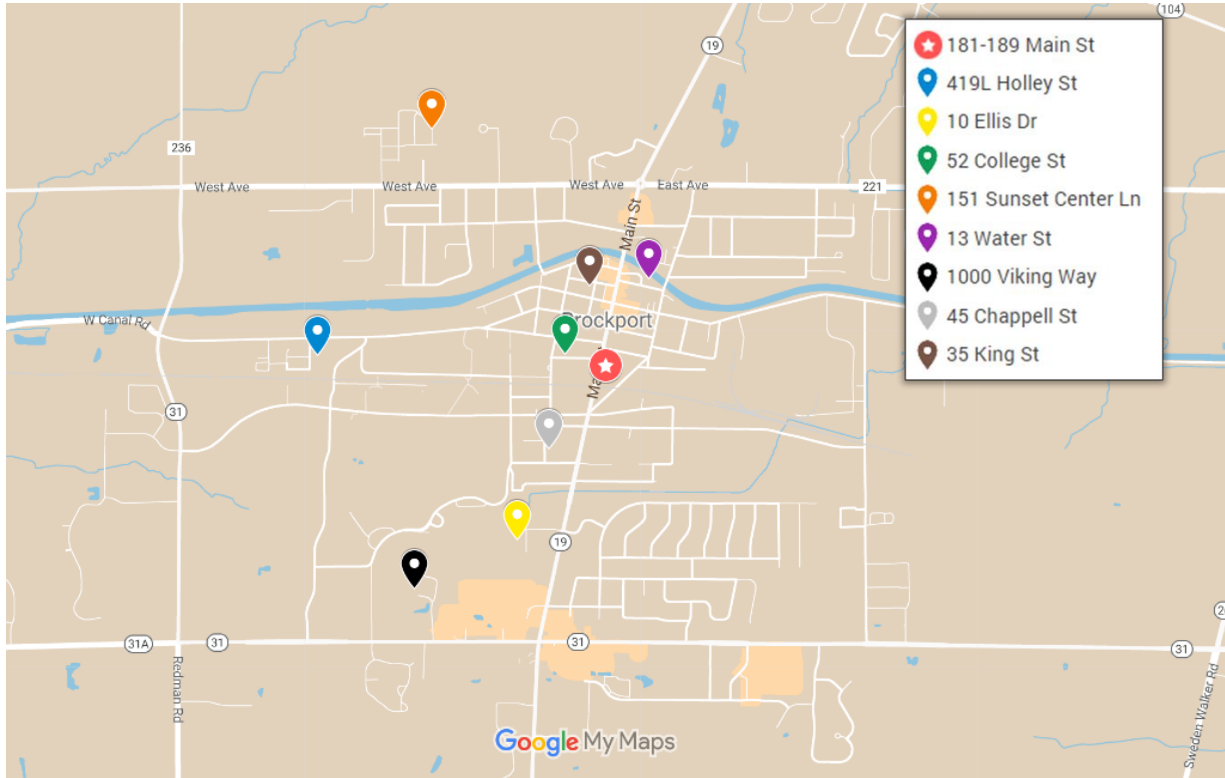 104
19
181-189 Main St
419L Holley St
10 Ellis Dr
52 College St
151 Sunset Center Ln
13 Water St
1000 Viking Way
45 Chappell St
35 King St
236
West Ave
West Ave
West Ave
East Ave
221
Main St
W Canal Rd
Brockport
Ma
31
19
31A
31
31
31
Redman Rd
Sweden Walker Rd
Google My Maps